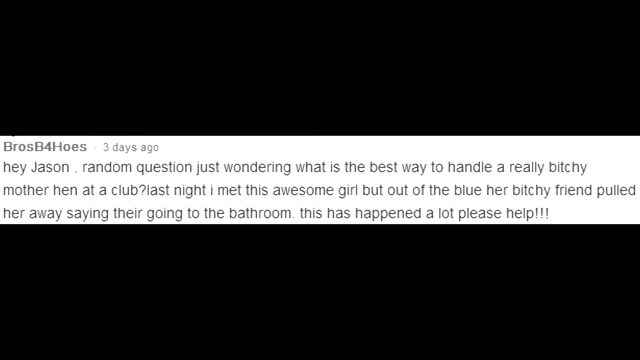 BrosB4Hoes · 3 days ago
hey Jason , random question just wondering what is the best way to handle a really bitchy
mother hen at a club?last night i met this awesome girl but out of the blue her bitchy friend pulled
her away saying their going to the bathroom. this has happened a lot please help!!!